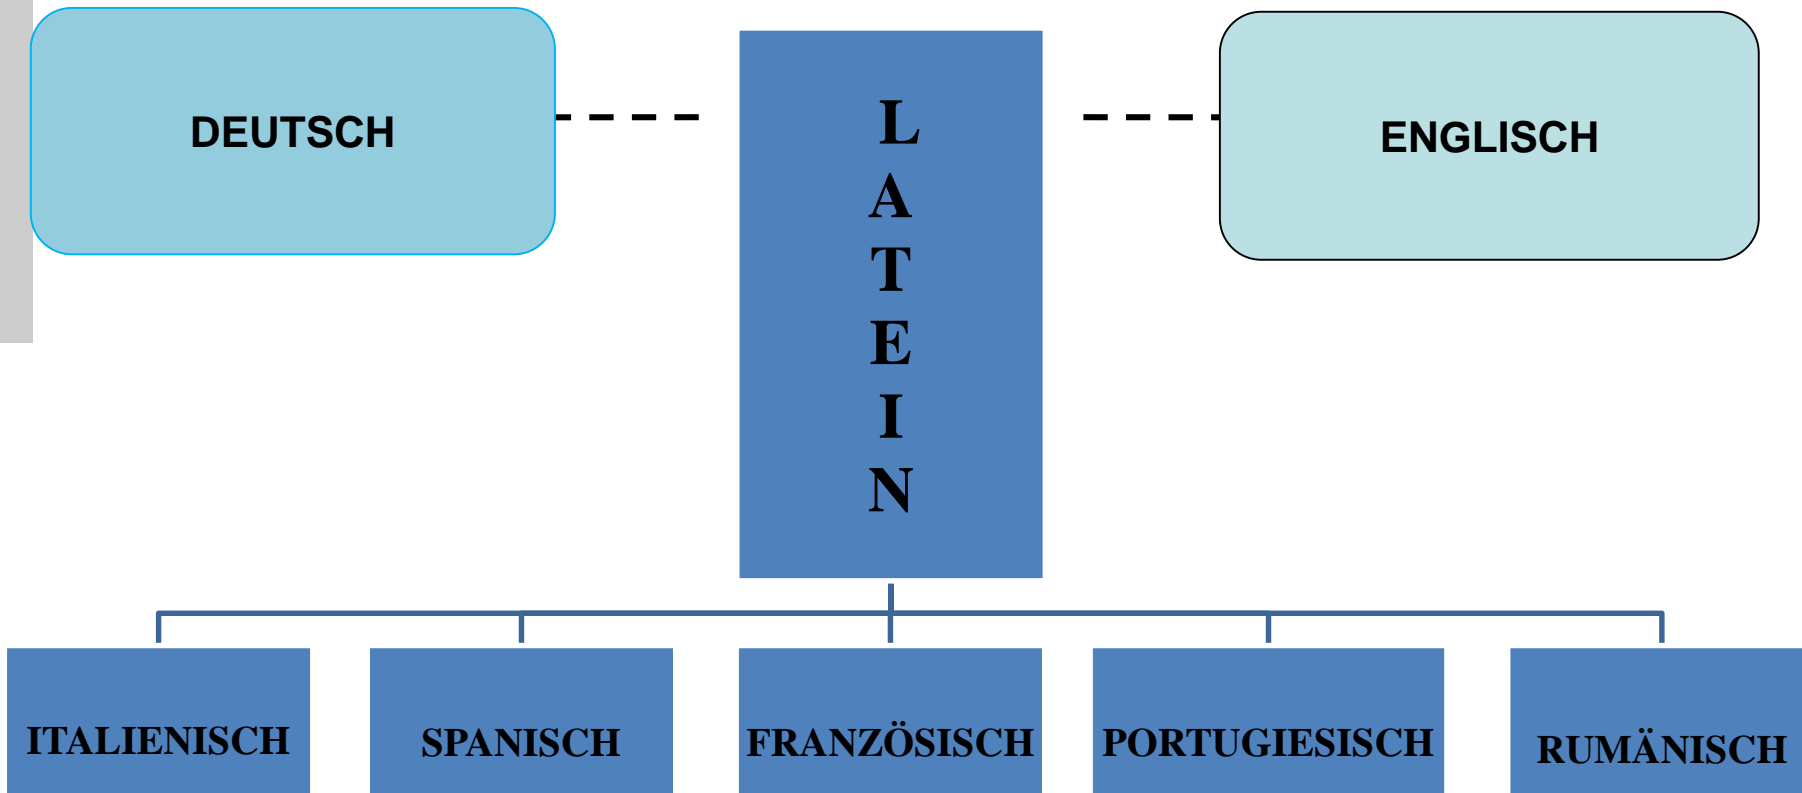 DEUTSCH
L
A
T
E
I
N
ENGLISCH
ITALIENISCH
SPANISCH
FRANZÖSISCH
PORTUGIESISCH
RUMÄNISCH